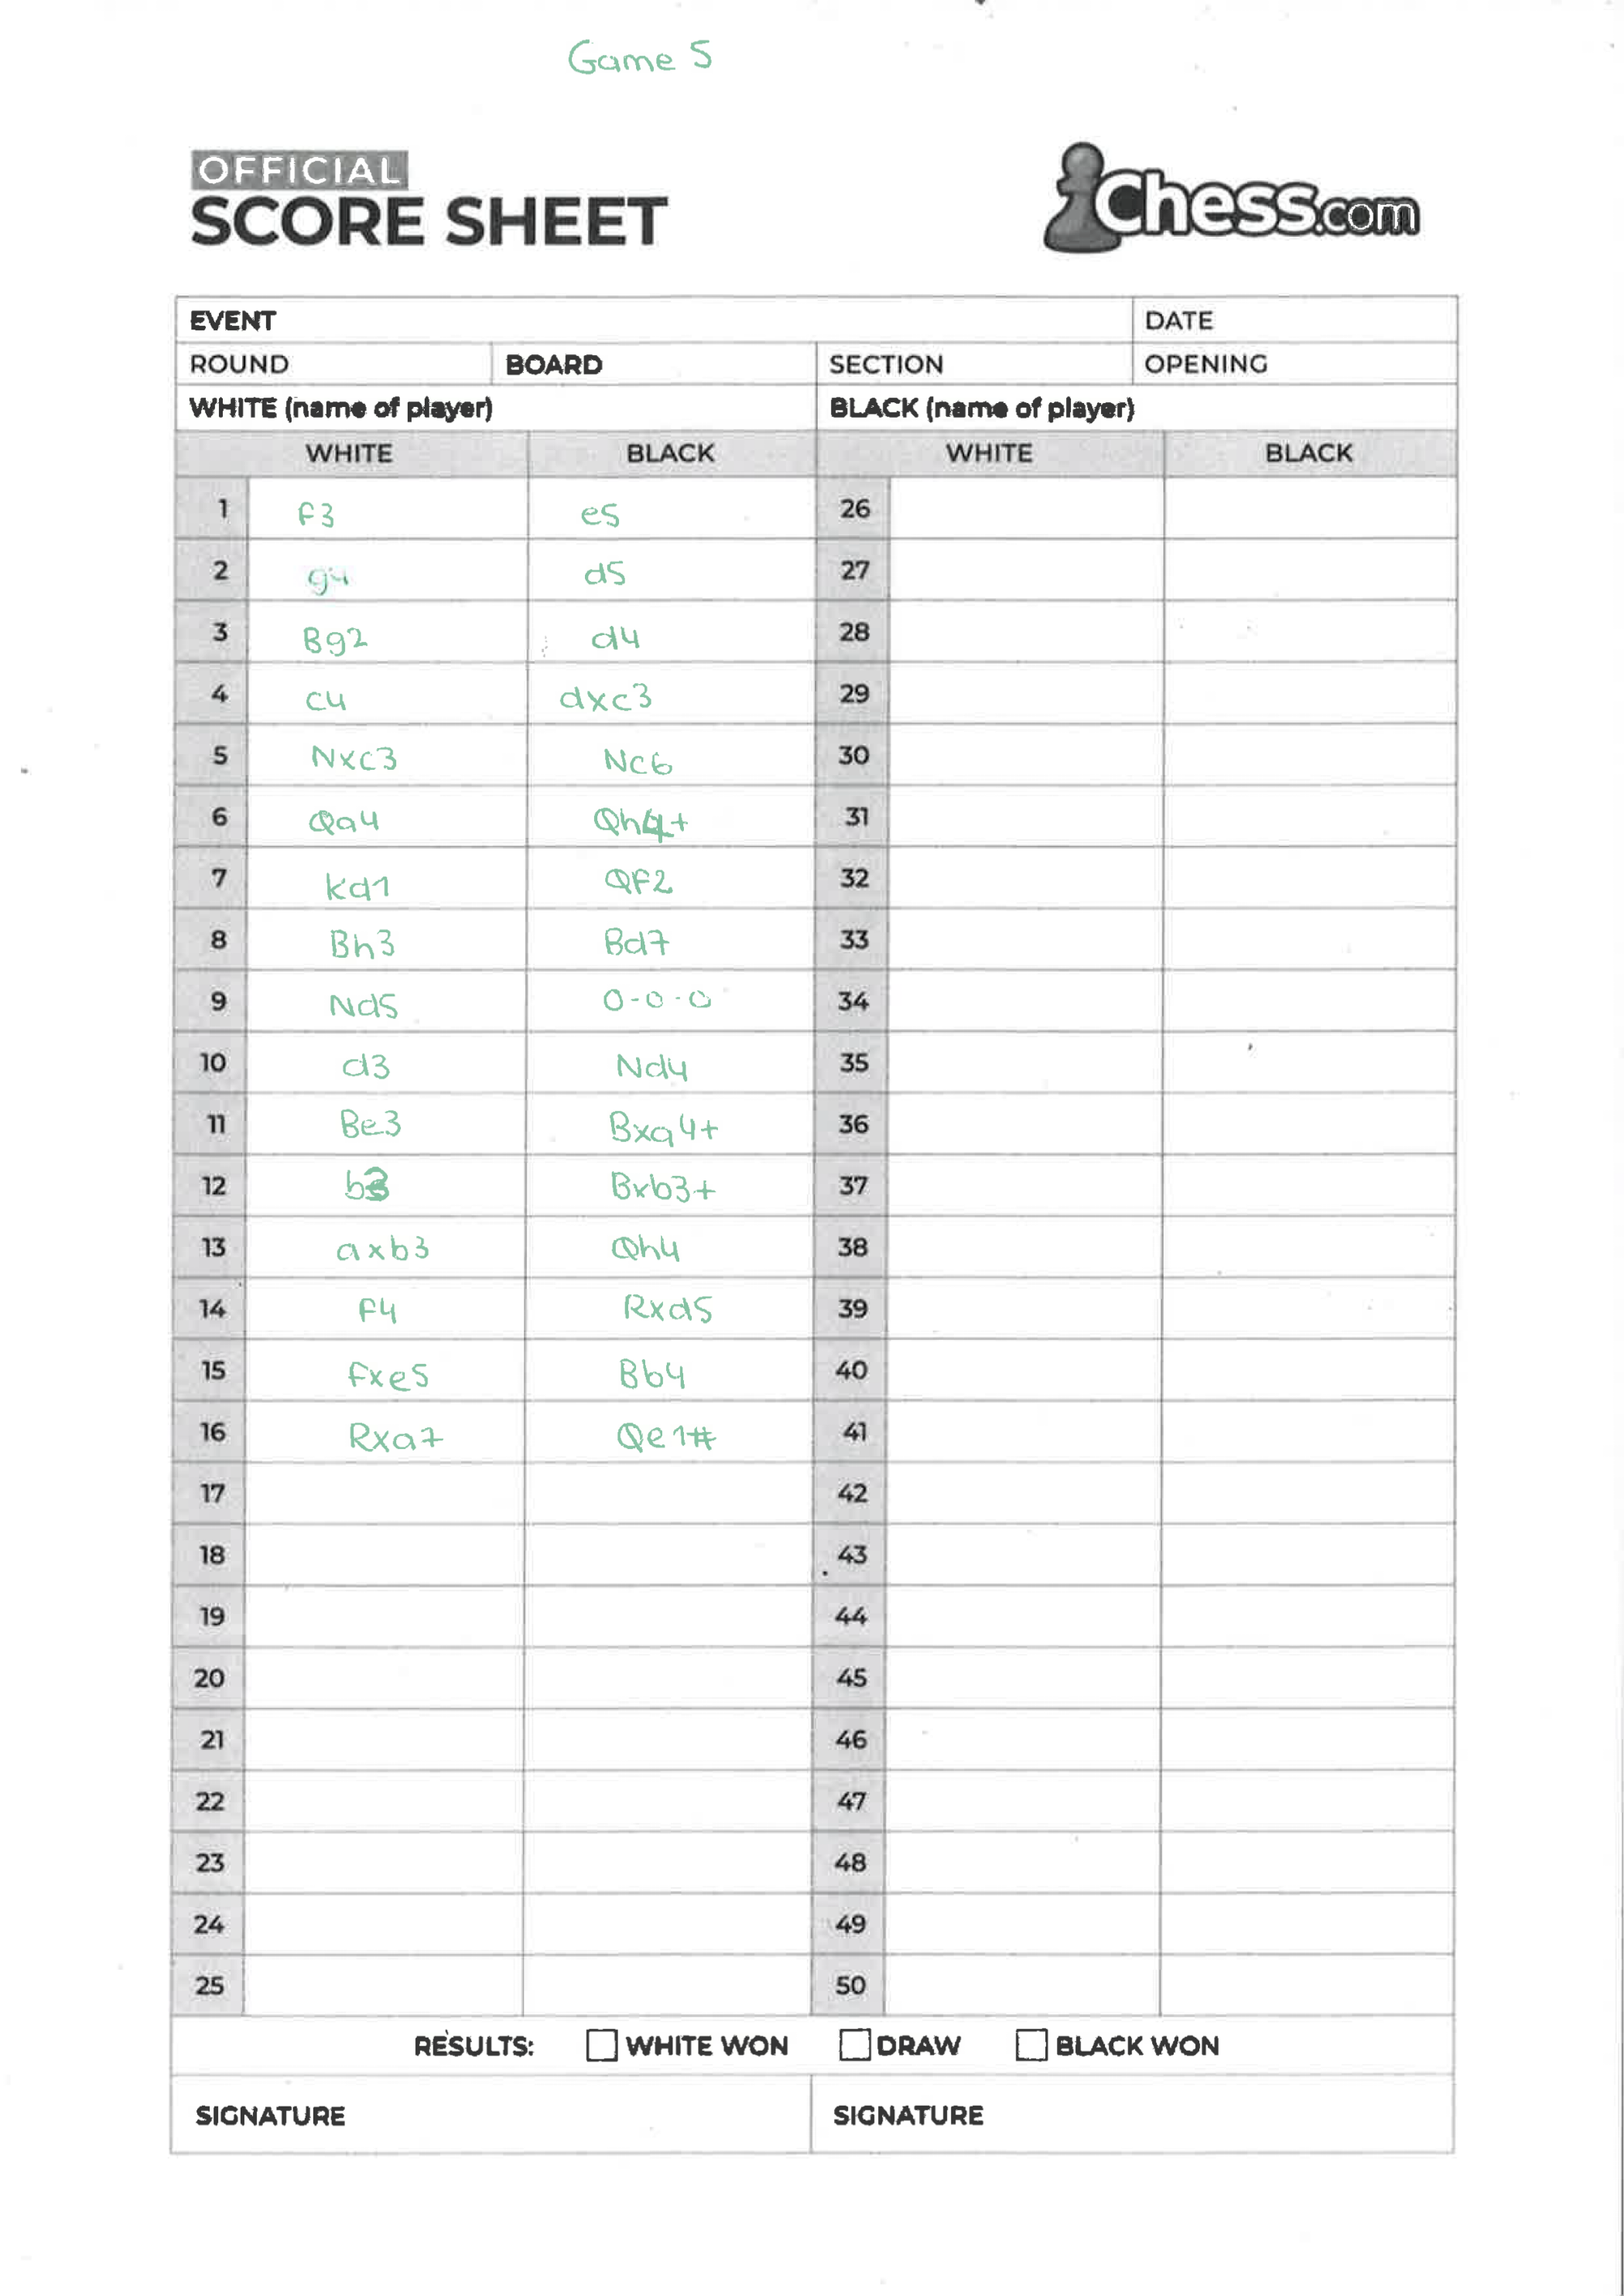 Game 5
OFFICIAL
SCORE SHEET
Chess.com
EVENT DATE
ROUND BOARD SECTION OPENING
WHITE (name of player) BLACK (name of player)
WHITE BLACK WHITE BLACK
1 f3 e5 26
2 g4 d5 27
3 Bg2 d4 28
4 c4 dxc3 29
5 Nxc3 Nc6 30
6 Qa4 Qh4+ 31
7 Kd1 Qf2 32
8 Bh3 Bd7 33
9 Nd5 0-0-0 34
10 d3 Nd4 35
11 Be3 Bxa4+ 36
12 b3 Bxb3+ 37
13 axb3 Qh4 38
14 f4 Rxd5 39
15 fxe5 Bb4 40
16 Rxa7 Qe1# 41
17 42
18 43
19 44
20 45
21 46
22 47
23 48
24 49
25 50
RESULTS: WHITE WON DRAW BLACK WON
SIGNATURE SIGNATURE